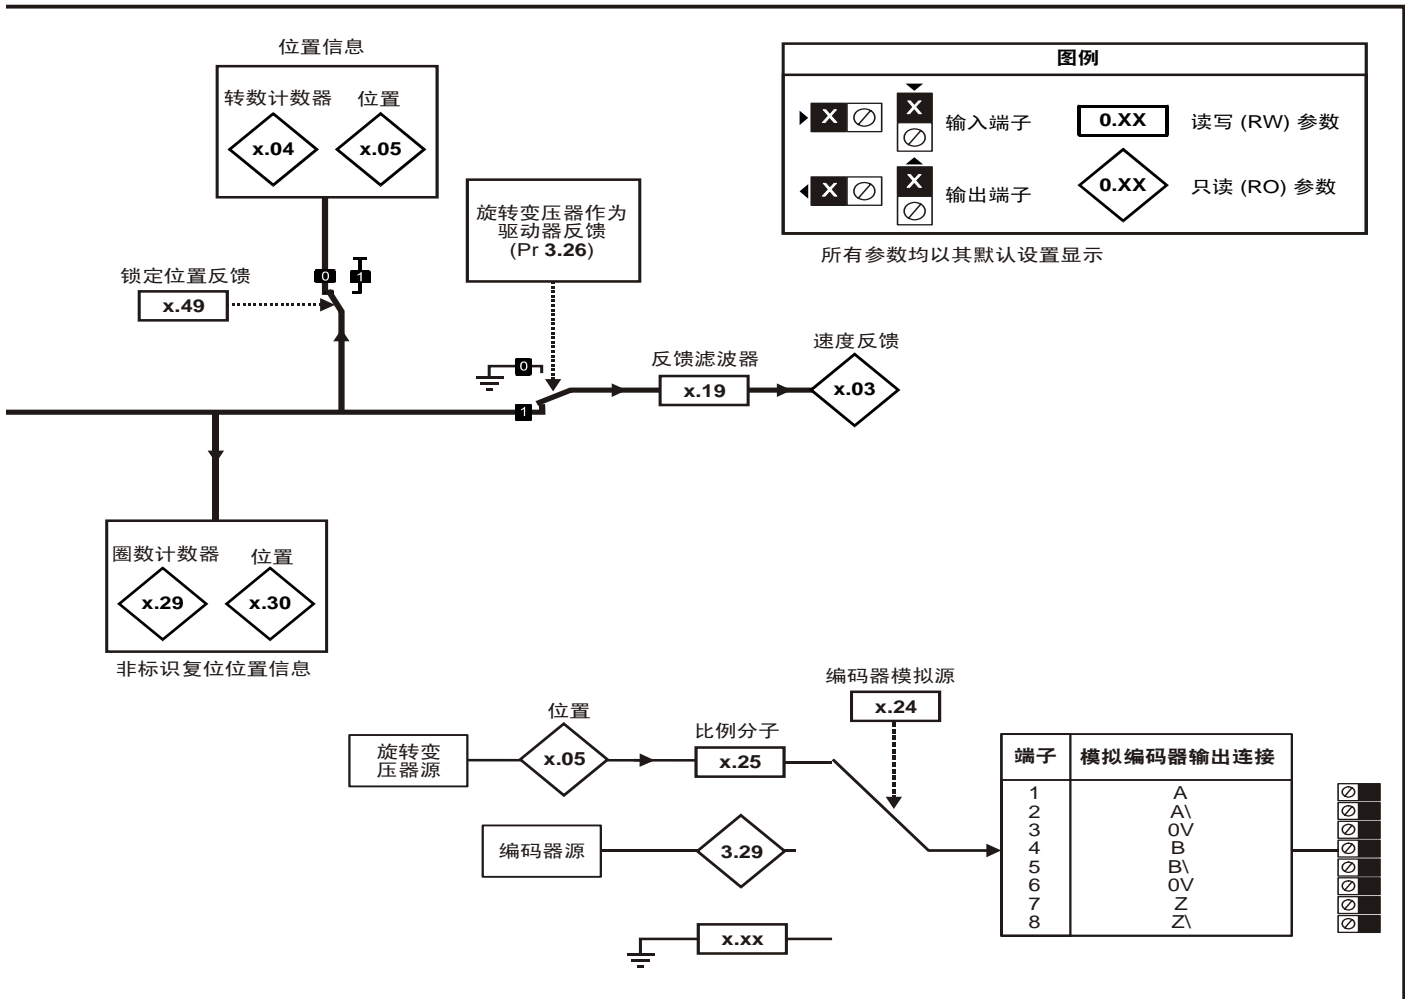 位置信息
转数计数器 位置
x.04 x.05
图例
X X 输入端子 0.XX 读写 (RW) 参数
X X 输出端子 0.XX 只读 (RO) 参数
所有参数均以其默认设置显示
旋转变压器作为
驱动器反馈
(Pr 3.26)
锁定位置反馈
x.49
0 1
0
1
反馈滤波器
x.19
速度反馈
x.03
圈数计数器 位置
x.29 x.30
非标识复位位置信息
编码器模拟源
x.24
旋转变
压器源
位置
x.05
比例分子
x.25
编码器源
3.29
x.xx
端子 模拟编码器输出连接
1 A
2 A\
3 0V
4 B
5 B\
6 0V
7 Z
8 Z\